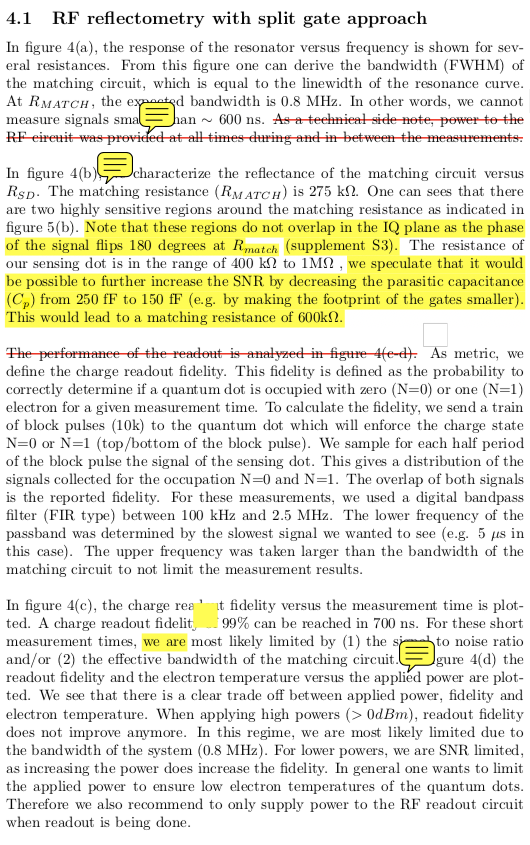 4.1 RF reflectometry with split gate approach
In figure 4(a), the response of the resonator versus frequency is shown for sev-
eral resistances. From this figure one can derive the bandwidth (FWHM) of
the matching circuit, which is equal to the linewidth of the resonance curve.
At R_MATCH, the expected bandwidth is 0.8 MHz. In other words, we cannot
measure signals sma han ∼ 600 ns. As a technical side note, power to the
RF circuit was provided at all times during and in between the measurements.
In figure 4(b), characterize the reflectance of the matching circuit versus
R_SD. The matching resistance (R_MATCH) is 275 kΩ. One can sees that there
are two highly sensitive regions around the matching resistance as indicated in
figure 5(b). Note that these regions do not overlap in the IQ plane as the phase
of the signal flips 180 degrees at R_match (supplement S3). The resistance of
our sensing dot is in the range of 400 kΩ to 1MΩ , we speculate that it would
be possible to further increase the SNR by decreasing the parasitic capacitance
(C_p) from 250 fF to 150 fF (e.g. by making the footprint of the gates smaller).
This would lead to a matching resistance of 600kΩ.
The performance of the readout is analyzed in figure 4(c-d). As metric, we
define the charge readout fidelity. This fidelity is defined as the probability to
correctly determine if a quantum dot is occupied with zero (N=0) or one (N=1)
electron for a given measurement time. To calculate the fidelity, we send a train
of block pulses (10k) to the quantum dot which will enforce the charge state
N=0 or N=1 (top/bottom of the block pulse). We sample for each half period
of the block pulse the signal of the sensing dot. This gives a distribution of the
signals collected for the occupation N=0 and N=1. The overlap of both signals
is the reported fidelity. For these measurements, we used a digital bandpass
filter (FIR type) between 100 kHz and 2.5 MHz. The lower frequency of the
passband was determined by the slowest signal we wanted to see (e.g. 5 μs in
this case). The upper frequency was taken larger than the bandwidth of the
matching circuit to not limit the measurement results.
In figure 4(c), the charge rea t fidelity versus the measurement time is plot-
ted. A charge readout fidelit 99% can be reached in 700 ns. For these short
measurement times, we are most likely limited by (1) the signal to noise ratio
and/or (2) the effective bandwidth of the matching circuit. gure 4(d) the
readout fidelity and the electron temperature versus the applied power are plot-
ted. We see that there is a clear trade off between applied power, fidelity and
electron temperature. When applying high powers (> 0dBm), readout fidelity
does not improve anymore. In this regime, we are most likely limited due to
the bandwidth of the system (0.8 MHz). For lower powers, we are SNR limited,
as increasing the power does increase the fidelity. In general one wants to limit
the applied power to ensure low electron temperatures of the quantum dots.
Therefore we also recommend to only supply power to the RF readout circuit
when readout is being done.